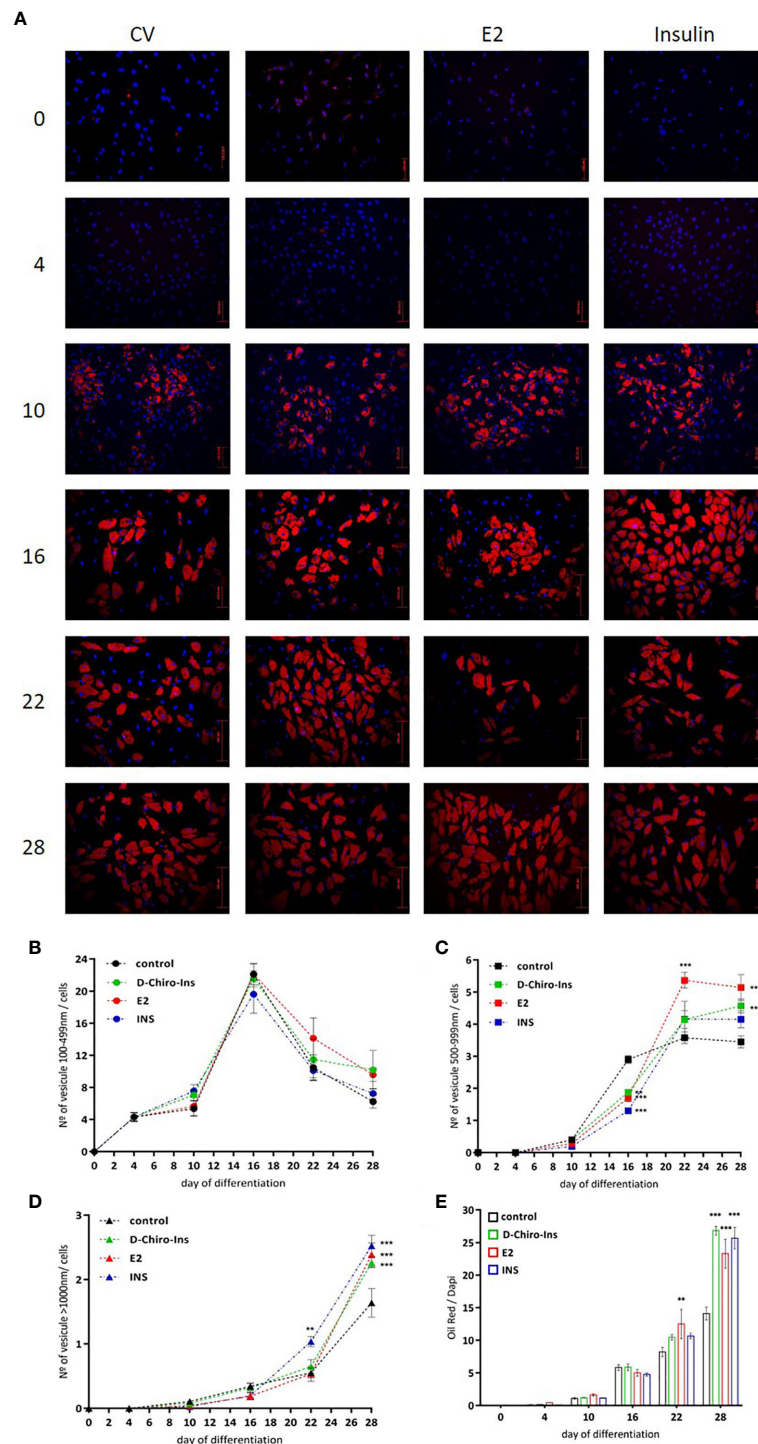 A
CV
E2
Insulin
0
4
10
16
22
28
B
24
20
16
12
8
4
0
control
D-Chiro-Ins
E2
INS
Nº of vesicule 100-499nm / cells
0 2 4 6 8 10 12 14 16 18 20 22 24 26 28
day of differentiation
C
6
5
4
3
2
1
0
control
D-Chiro-Ins
E2
INS
***
**
**
**
***
***
Nº of vesicule 500-999nm / cells
0 2 4 6 8 10 12 14 16 18 20 22 24 26 28
day of differentiation
D
3
2
1
0
control
D-Chiro-Ins
E2
INS
***
***
***
**
Nº of vesicule >1000nm / cells
0 2 4 6 8 10 12 14 16 18 20 22 24 26 28
day of differentiation
E
30
25
20
15
10
5
0
control
D-Chiro-Ins
E2
INS
**
***
***
***
Oil Red / Dapi
0 4 10 16 22 28
day of differentiation